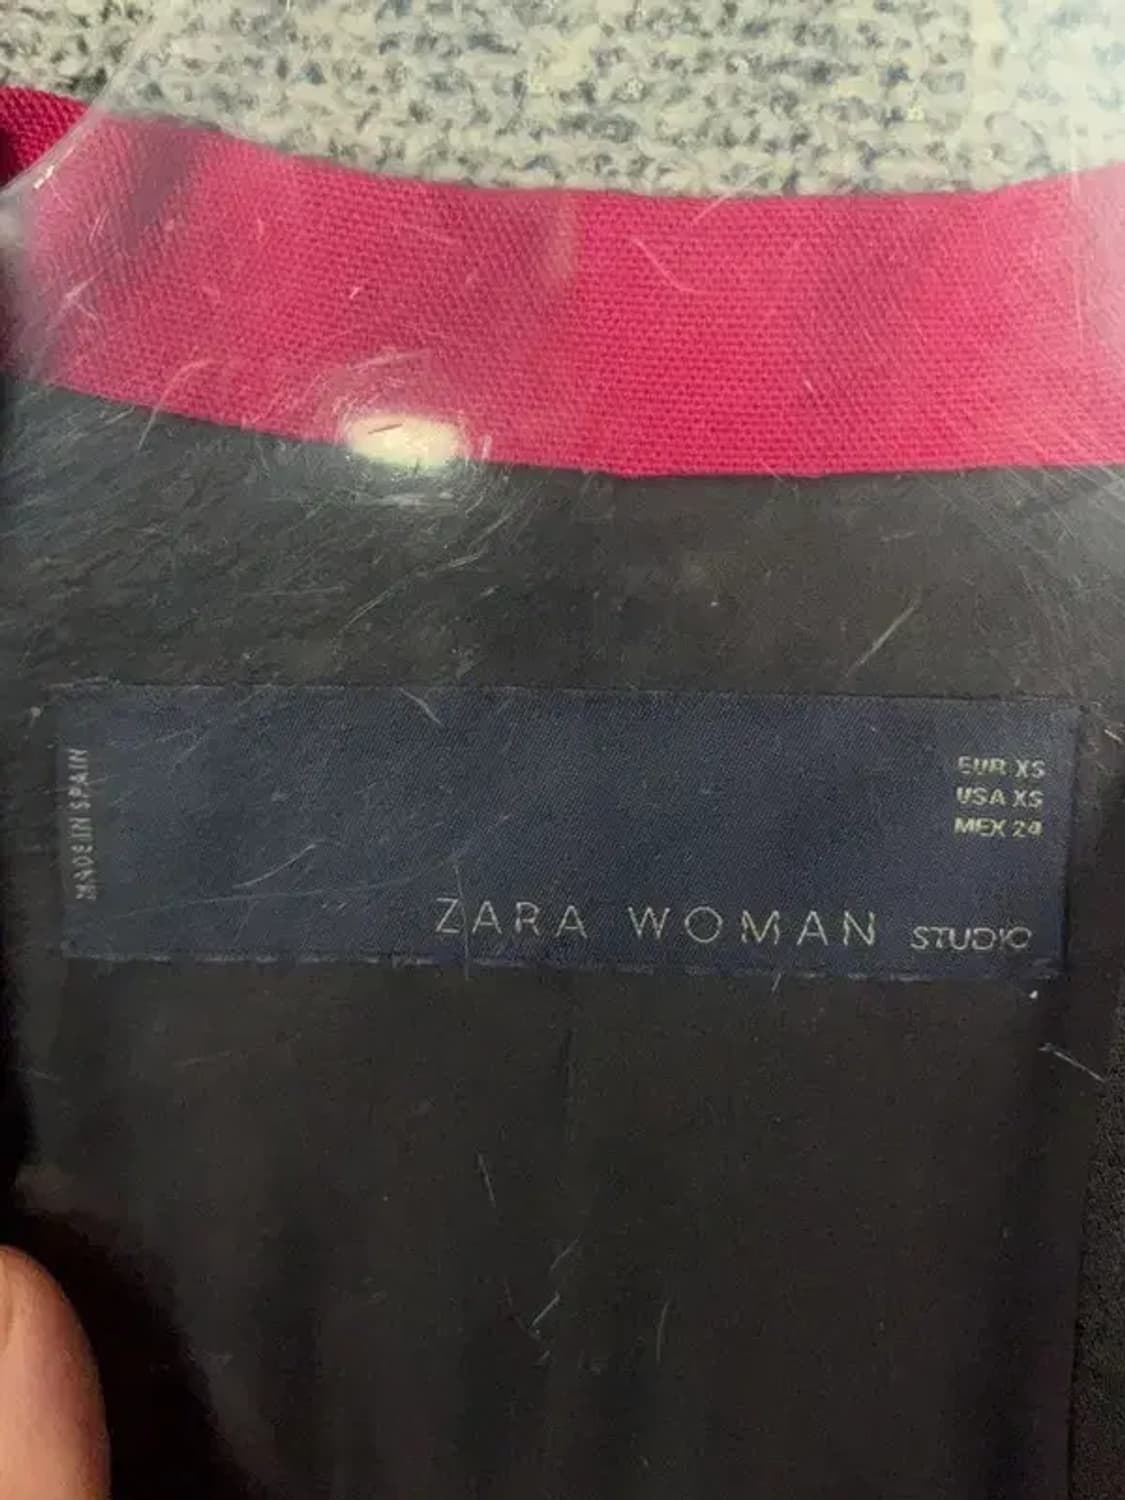 MADE IN SPAIN
EUR XS
USA XS
MEX 24
ZARA WOMAN STUDIO